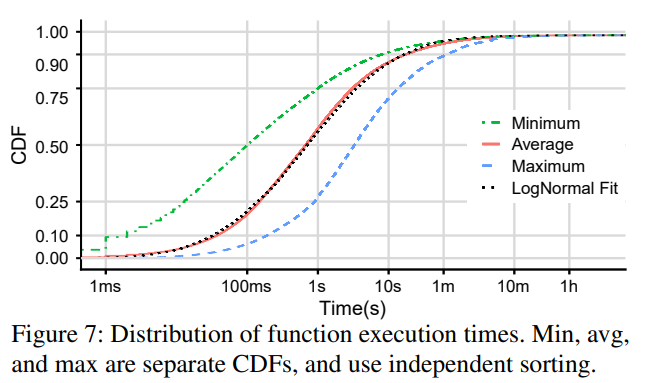 1.00
0.90
0.75
0.50
0.25
0.10
0.00
CDF
Minimum
Average
Maximum
LogNormal Fit
1ms 100ms 1s 10s 1m 10m 1h
Time(s)
Figure 7: Distribution of function execution times. Min, avg,
and max are separate CDFs, and use independent sorting.